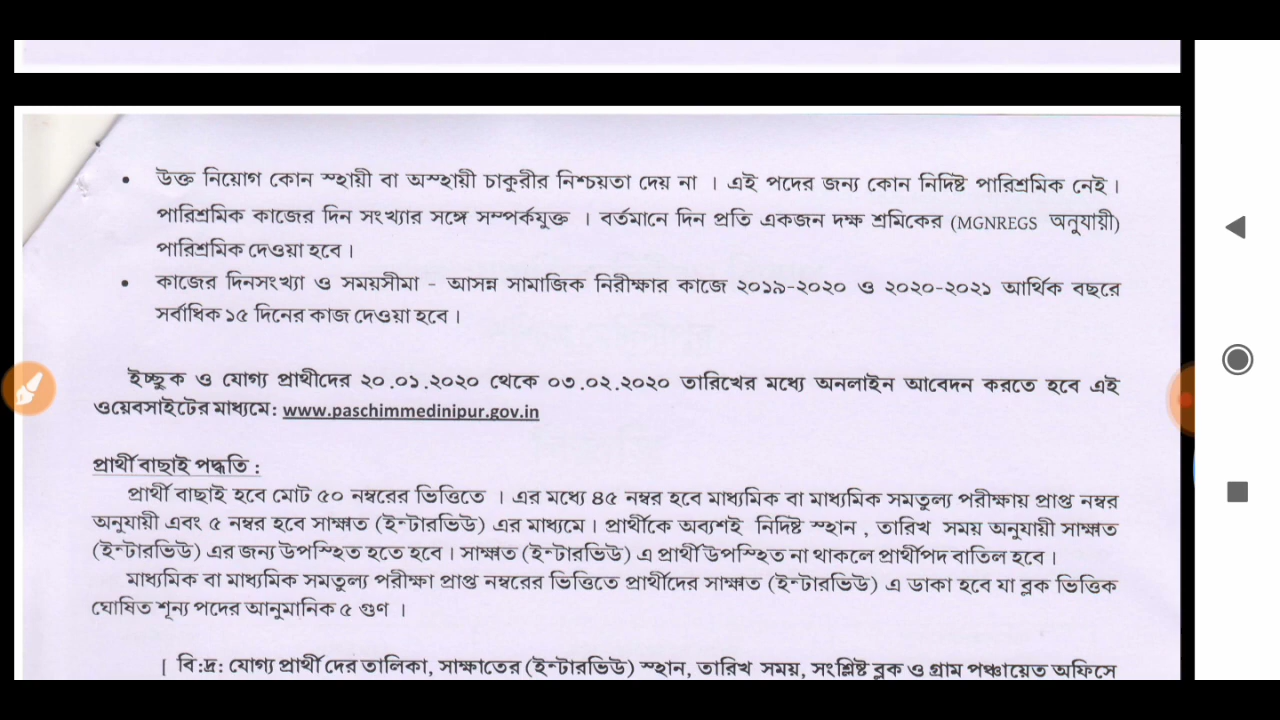 • উক্ত নিয়োগ কোন স্হায়ী বা অস্হায়ী চাকুরীর নিশ্চয়তা দেয় না । এই পদের জন্য কোন নিদিষ্ট পারিশ্রমিক নেই।
পারিশ্রমিক কাজের দিন সংখ্যার সঙ্গে সম্পর্কযুক্ত । বর্তমানে দিন প্রতি একজন দক্ষ শ্রমিকের (MGNREGS অনুযায়ী)
পারিশ্রমিক দেওয়া হবে।
• কাজের দিনসংখ্যা ও সময়সীমা - আসন্ন সামাজিক নিরীক্ষার কাজে ২০১৯-২০২০ ও ২০২০-২০২১ আর্থিক বছরে
সর্বাধিক ১৫ দিনের কাজ দেওয়া হবে।
ইচ্ছুক ও যোগ্য প্রার্থীদের ২০.০১.২০২০ থেকে ০৩.০২.২০২০ তারিখের মধ্যে অনলাইন আবেদন করতে হবে এই
ওয়েবসাইটের মাধ্যমে: www.paschimmedinipur.gov.in
প্রার্থী বাছাই পদ্ধতি :
প্রার্থী বাছাই হবে মোট ৫০ নম্বরের ভিত্তিতে । এর মধ্যে ৪৫ নম্বর হবে মাধ্যমিক বা মাধ্যমিক সমতুল্য পরীক্ষায় প্রাপ্ত নম্বর
অনুযায়ী এবং ৫ নম্বর হবে সাক্ষাত (ইন্টারভিউ) এর মাধ্যমে। প্রার্থীকে অব্যশই নিদিষ্ট স্হান , তারিখ সময় অনুযায়ী সাক্ষাত
(ইন্টারভিউ) এর জন্য উপস্হিত হতে হবে। সাক্ষাত (ইন্টারভিউ) এ প্রার্থী উপস্হিত না থাকলে প্রার্থীপদ বাতিল হবে।
মাধ্যমিক বা মাধ্যমিক সমতুল্য পরীক্ষা প্রাপ্ত নম্বরের ভিত্তিতে প্রার্থীদের সাক্ষাত (ইন্টারভিউ) এ ডাকা হবে যা ব্লক ভিত্তিক
ঘোষিত শূন্য পদের আনুমানিক ৫ গুণ ।
| বি:দ্র: যোগ্য প্রার্থী দের তালিকা, সাক্ষাতের (ইন্টারভিউ) স্হান, তারিখ সময়, সংশ্লিষ্ট ব্লক ও গ্রাম পঞ্চায়েত অফিসে